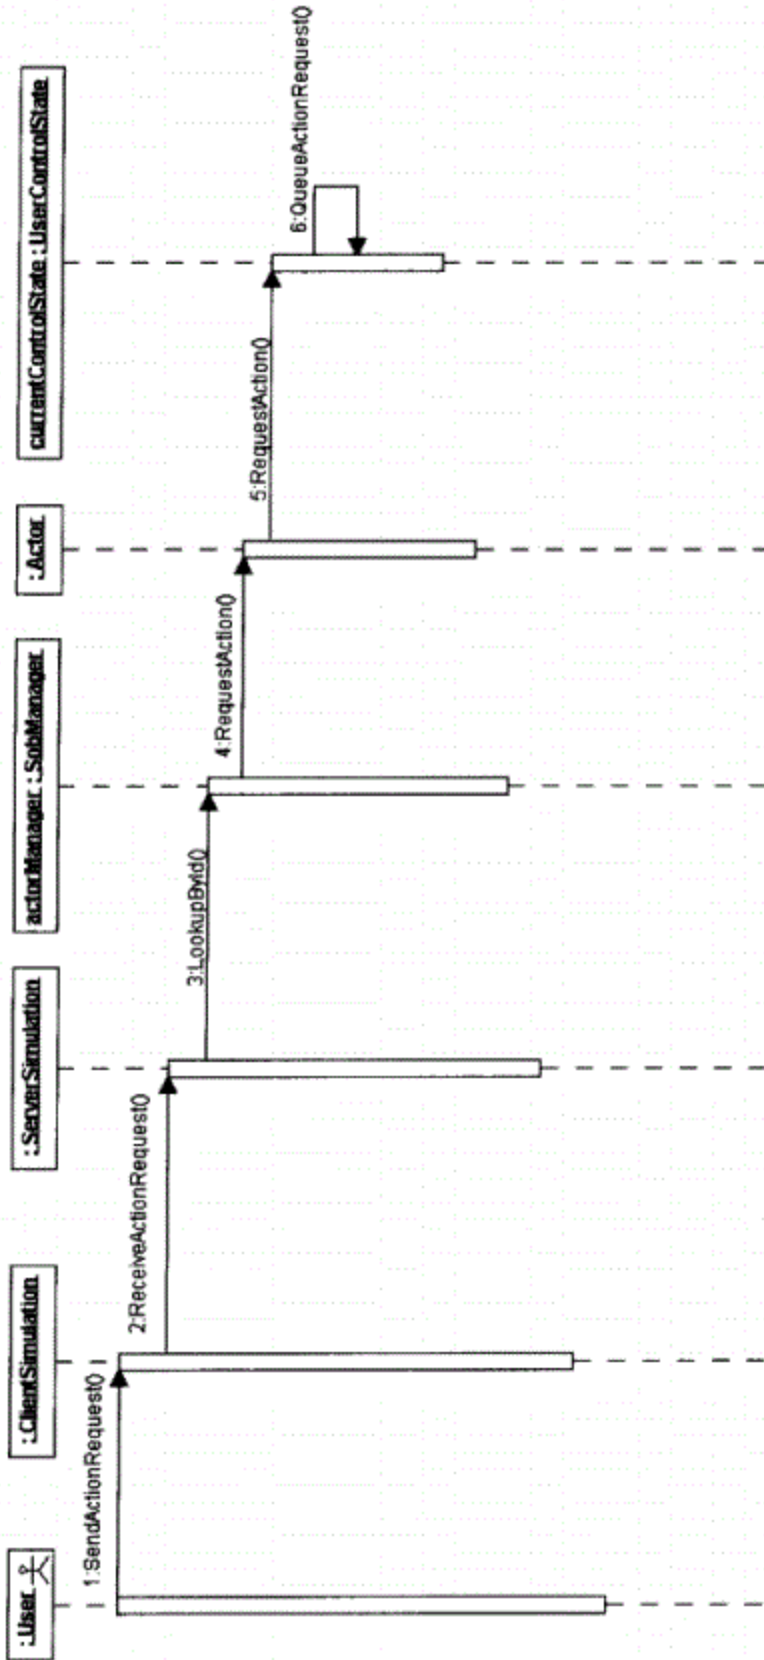 : User
: ClientSimulation
: ServerSimulation
actorManager : SobManager
: Actor
currentControlState : UserControlState
1:SendActionRequest()
2:ReceiveActionRequest()
3:LookupById()
4:RequestAction()
5:RequestAction()
6:QueueActionRequest()